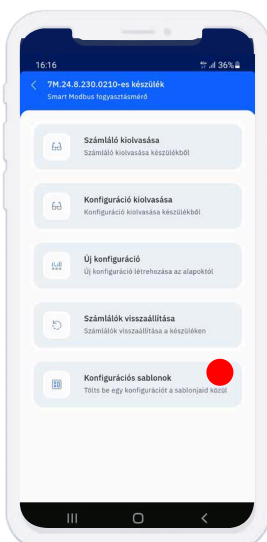 16:16
36%
7M.24.8.230.0210-es készülék
Smart Modbus fogyasztásmérő
Számláló kiolvasása
Számláló kiolvasása készülékből
Konfiguráció kiolvasása
Konfiguráció kiolvasása készülékből
Új konfiguráció
Új konfiguráció létrehozása az alapoktól
Számlálók visszaállítása
Számlálók visszaállítása a készüléken
Konfigurációs sablonok
Tölts be egy konfigurációt a sablonjaid közül